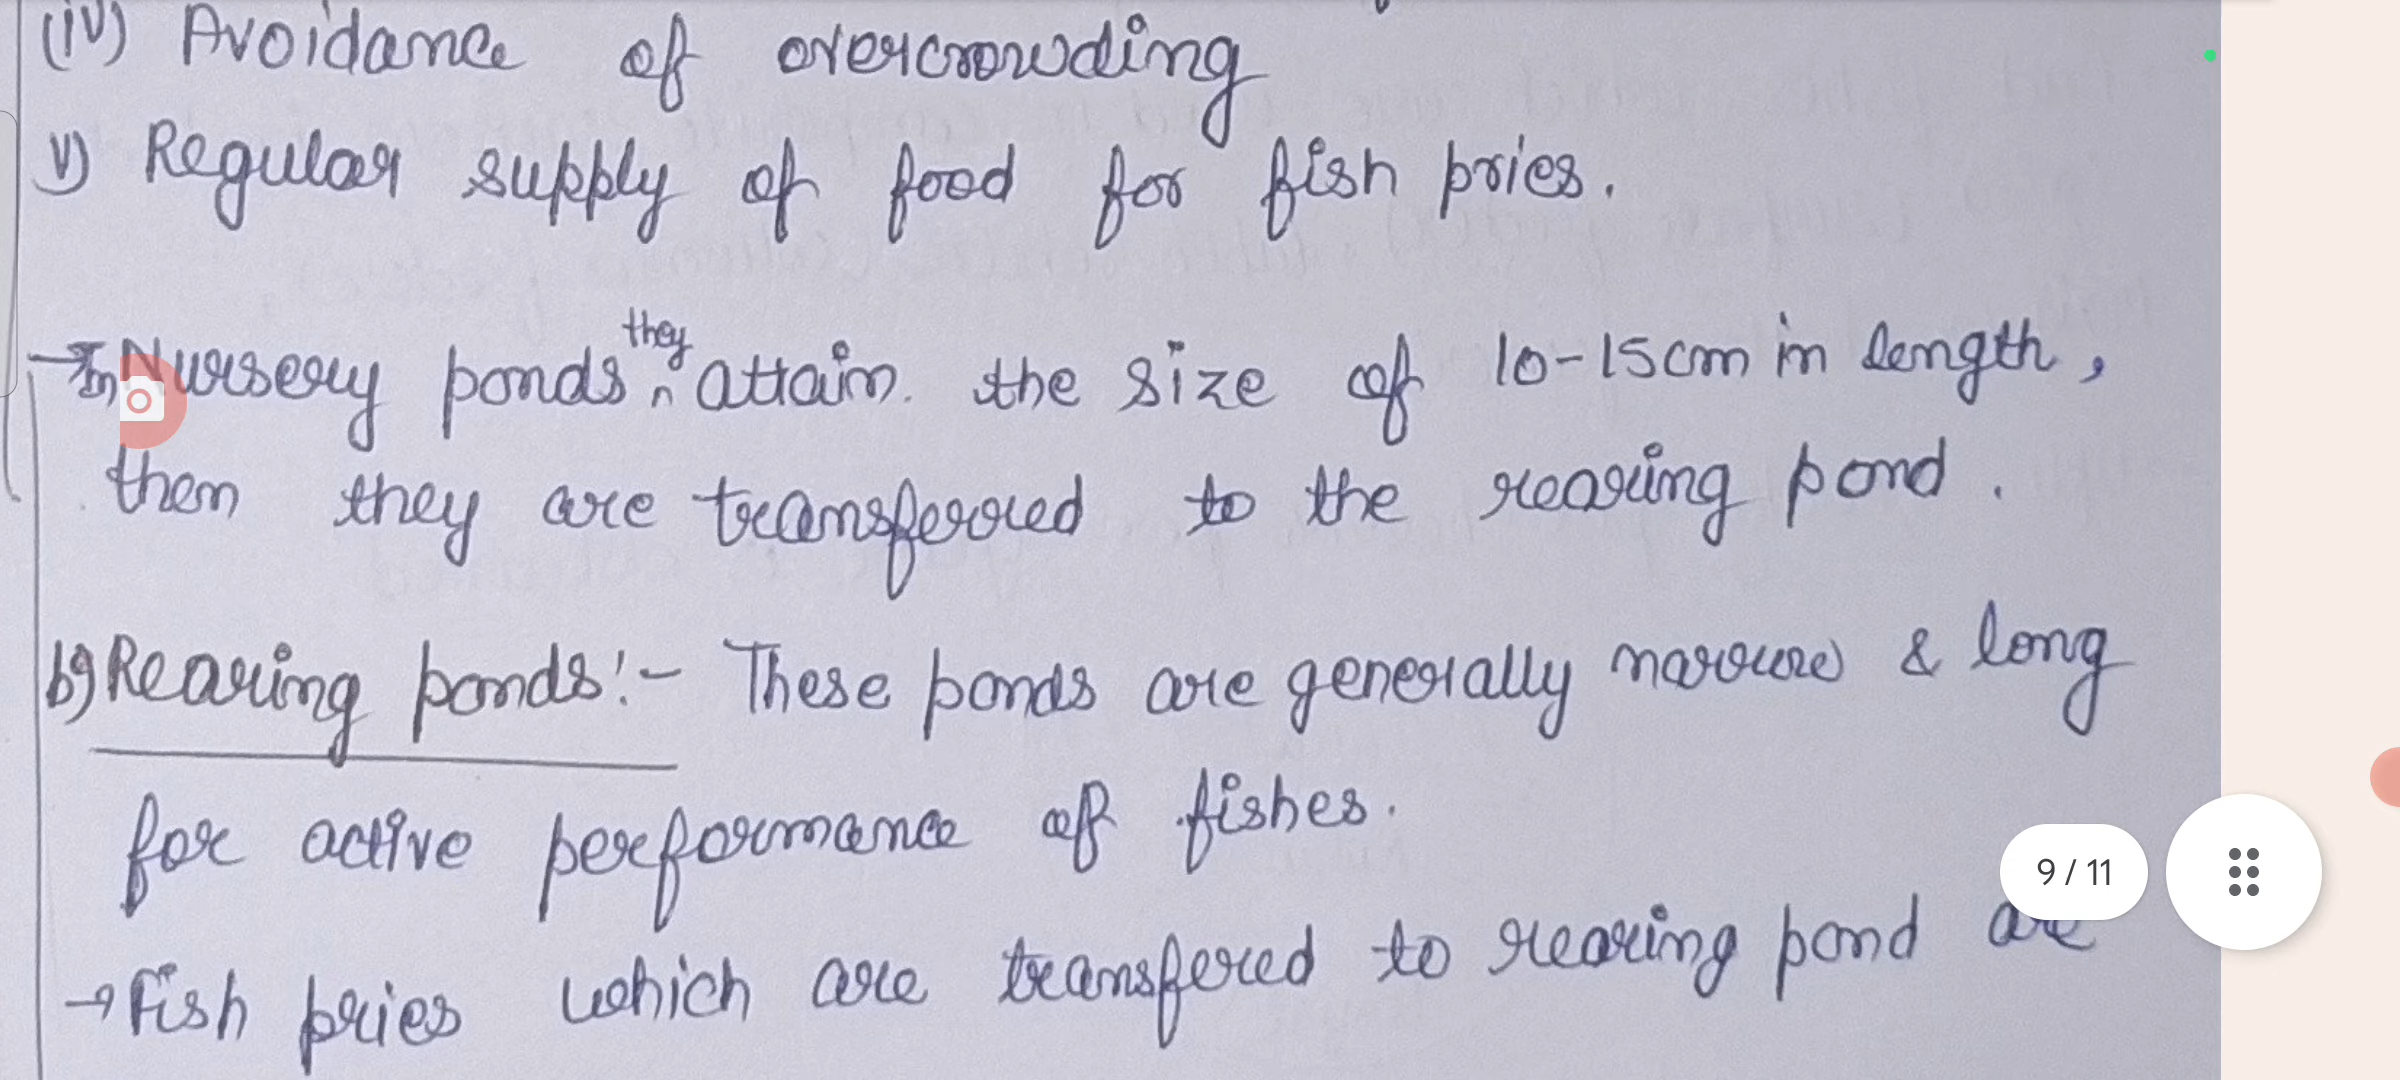 (iv) Avoidance of overcrowding
v) Regular supply of food for fish pries.
→ In Nursery ponds they attain. the size of 10-15cm in length,
then they are transferred to the rearing pond.
b) Rearing ponds:- These ponds are generally narrow & long
for active performance of fishes.
→ Fish pries which are transfered to rearing pond are
9 / 11